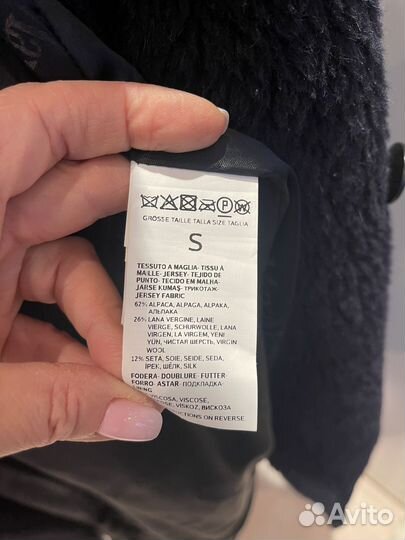 P W
GRÖSSE TAILLE TALLA SIZE TAGLIA
S
TESSUTO A MAGLIA- TISSU À
MAILLE- JERSEY- TEJIDO DE
PUNTO- TECIDO EM MALHA-
JARSE KUMAŞ- ТРИКОТАЖ-
JERSEY FABRIC
62% ALPACA, ALPAGA, ALPAKA,
АЛЬПАКА
26% LANA VERGINE, LAINE
VIERGE, SCHURWOLLE, LANA
VIRGEN, LA VIRGEM, YENI
YÜN, ЧИСТАЯ ШЕРСТЬ, VIRGIN
WOOL
12% SETA, SOIE, SEIDE, SEDA,
İPEK, ШЁЛК, SILK
FODERA- DOUBLURE- FUTTER-
FORRO- ASTAR- ПОДКЛАДКА-
VISCOSA, VISCOSE,
VISKOZ, ВИСКОЗА
ON REVERSE
Avito